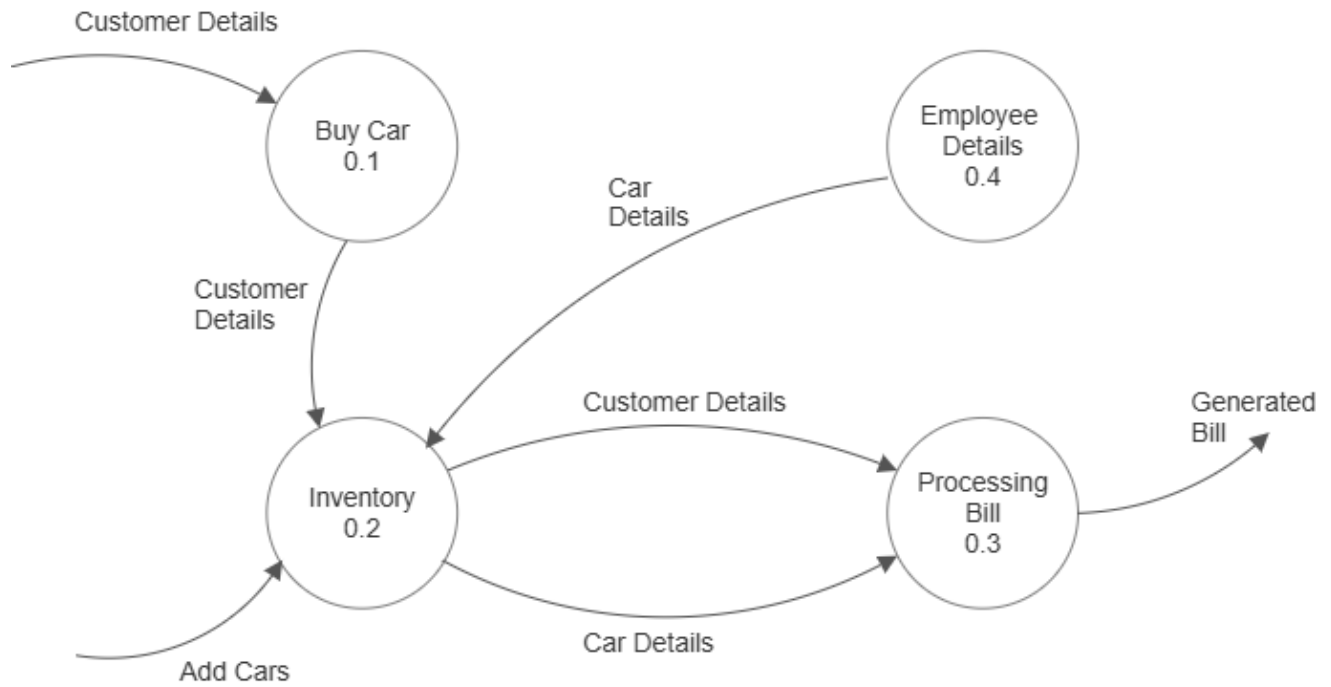 Customer Details
Buy Car
0.1
Employee
Details
0.4
Car
Details
Customer
Details
Customer Details
Generated
Bill
Inventory
0.2
Processing
Bill
0.3
Car Details
Add Cars